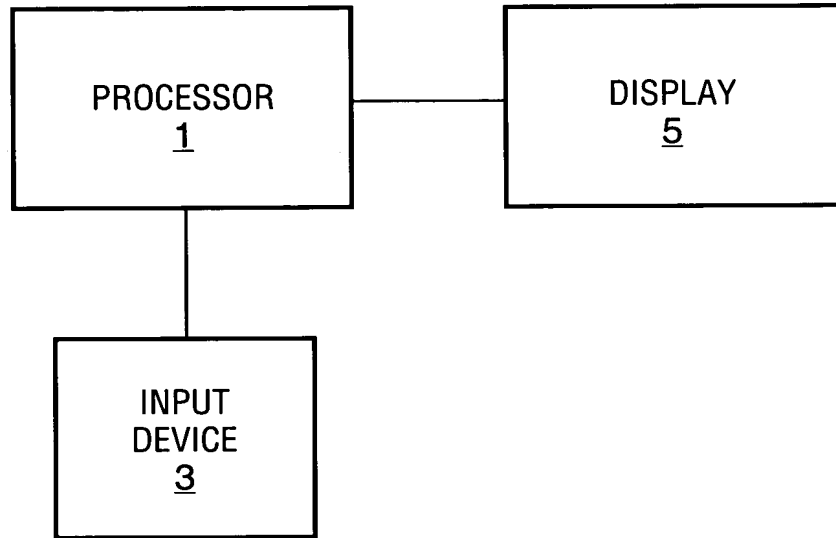 PROCESSOR
1
DISPLAY
5
INPUT
DEVICE
3